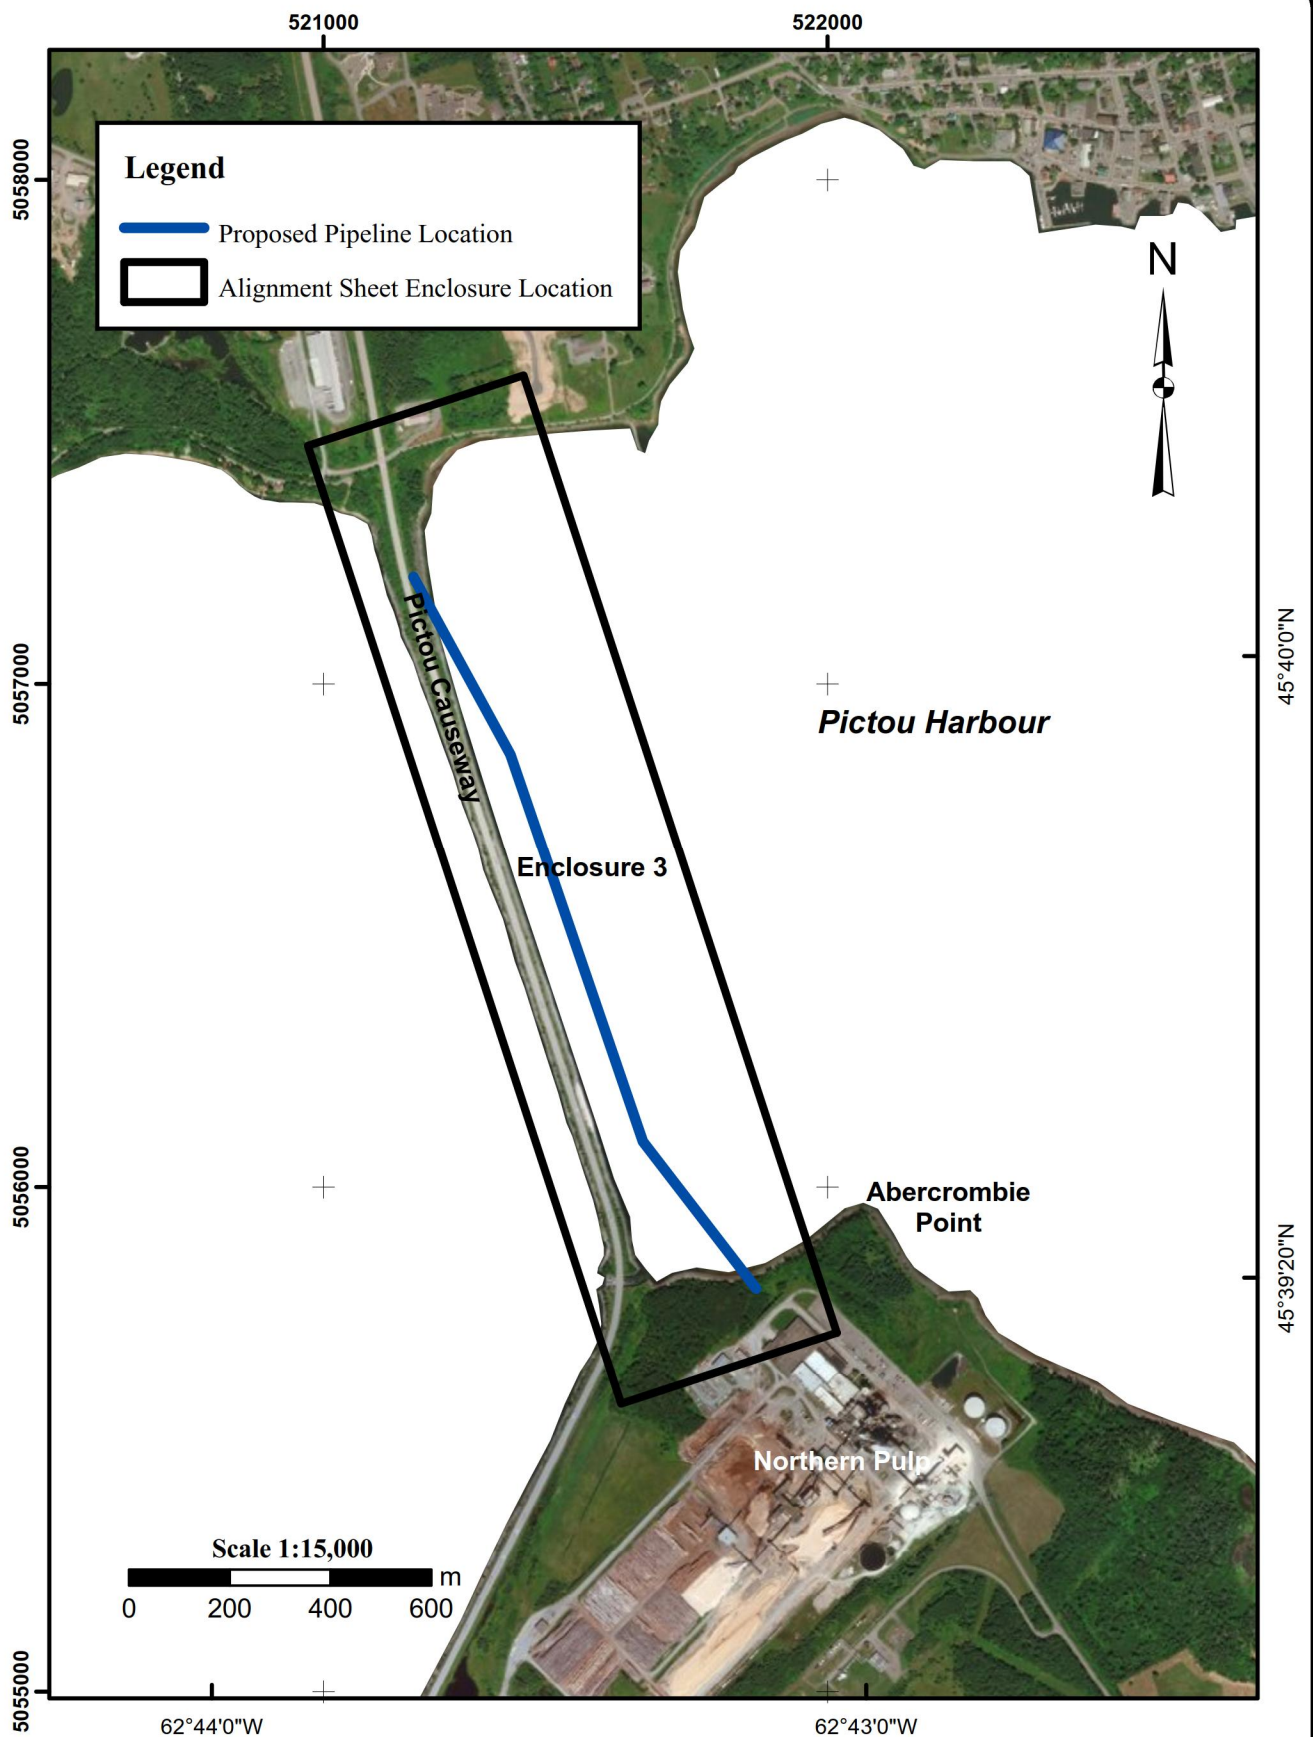 521000
522000
5058000
Legend
Proposed Pipeline Location
Alignment Sheet Enclosure Location
N
Pictou Causeway
5057000
45°40'0"N
Pictou Harbour
Enclosure 3
5056000
Abercrombie
Point
45°39'20"N
Northern Pulp
Scale 1:15,000
m
0 200 400 600
5055000
62°44'0"W
62°43'0"W